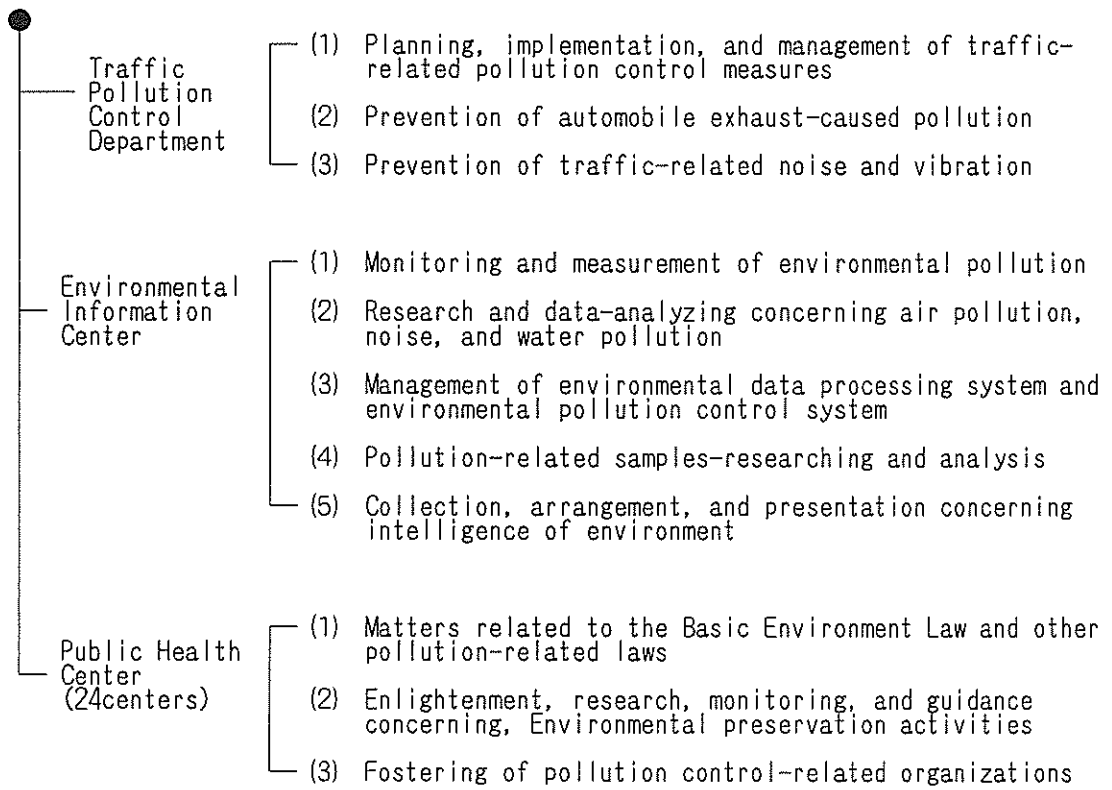 Traffic
Pollution
Control
Department
(1) Planning, implementation, and management of traffic-
related pollution control measures
(2) Prevention of automobile exhaust-caused pollution
(3) Prevention of traffic-related noise and vibration
Environmental
Information
Center
(1) Monitoring and measurement of environmental pollution
(2) Research and data-analyzing concerning air pollution,
noise, and water pollution
(3) Management of environmental data processing system and
environmental pollution control system
(4) Pollution-related samples-researching and analysis
(5) Collection, arrangement, and presentation concerning
intelligence of environment
Public Health
Center
(24centers)
(1) Matters related to the Basic Environment Law and other
pollution-related laws
(2) Enlightenment, research, monitoring, and guidance
concerning, Environmental preservation activities
(3) Fostering of pollution control-related organizations